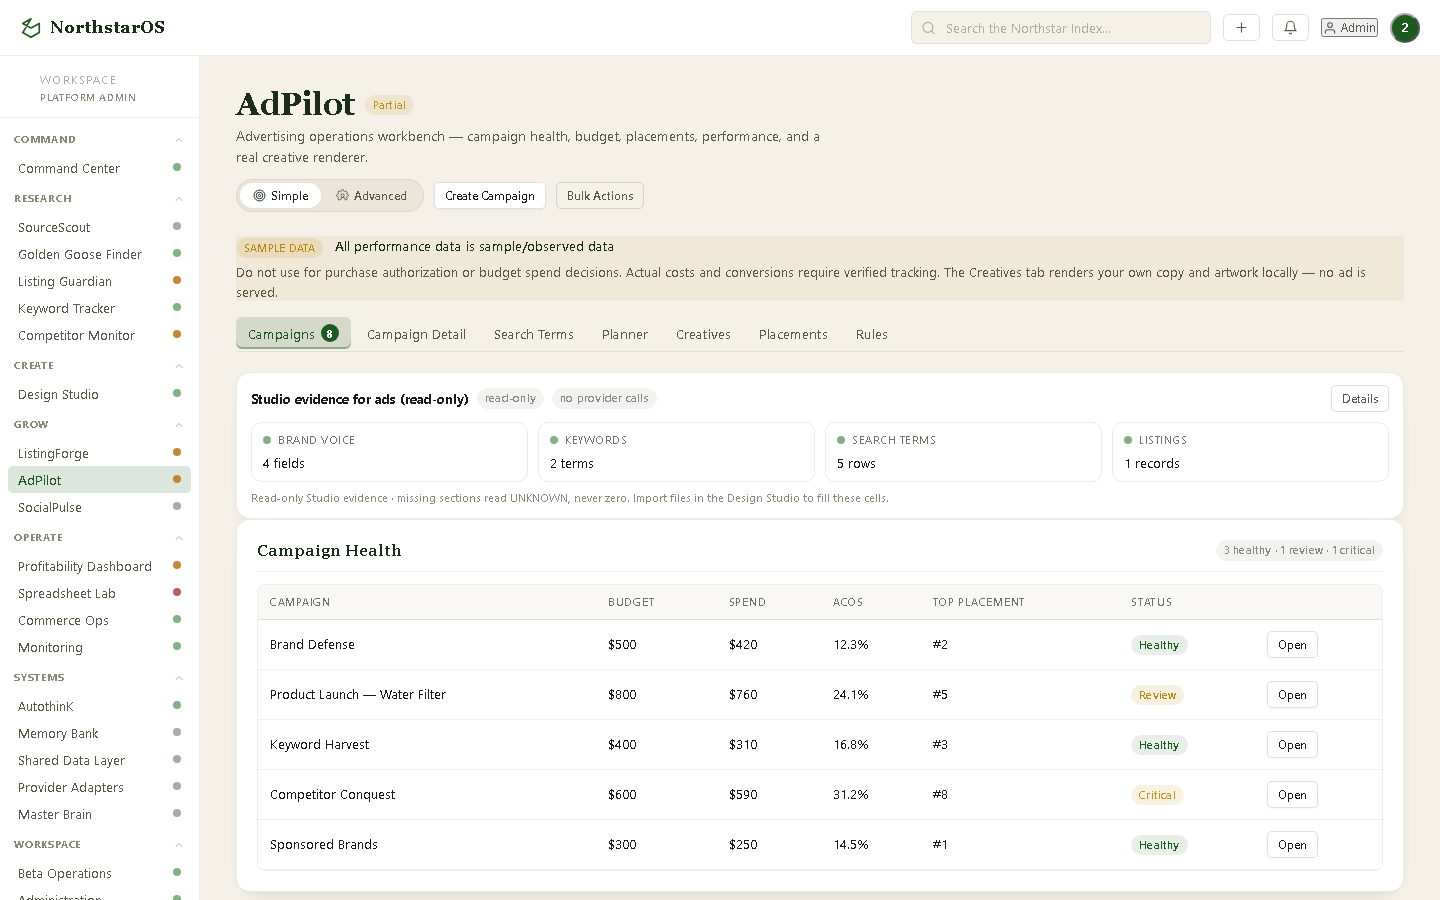 NorthstarOS
Search the Northstar Index...
Admin
2
WORKSPACE
PLATFORM ADMIN
COMMAND
Command Center
RESEARCH
SourceScout
Golden Goose Finder
Listing Guardian
Keyword Tracker
Competitor Monitor
CREATE
Design Studio
GROW
ListingForge
AdPilot
SocialPulse
OPERATE
Profitability Dashboard
Spreadsheet Lab
Commerce Ops
Monitoring
SYSTEMS
AutothinK
Memory Bank
Shared Data Layer
Provider Adapters
Master Brain
WORKSPACE
Beta Operations
Administration
AdPilot Partial
Advertising operations workbench — campaign health, budget, placements, performance, and a
real creative renderer.
Simple Advanced Create Campaign Bulk Actions
SAMPLE DATA All performance data is sample/observed data
Do not use for purchase authorization or budget spend decisions. Actual costs and conversions require verified tracking. The Creatives tab renders your own copy and artwork locally — no ad is
served.
Campaigns 8 Campaign Detail Search Terms Planner Creatives Placements Rules
Studio evidence for ads (read-only) read-only no provider calls Details
BRAND VOICE KEYWORDS SEARCH TERMS LISTINGS
4 fields 2 terms 5 rows 1 records
Read-only Studio evidence · missing sections read UNKNOWN, never zero. Import files in the Design Studio to fill these cells.
Campaign Health 3 healthy · 1 review · 1 critical
CAMPAIGN BUDGET SPEND ACOS TOP PLACEMENT STATUS
Brand Defense $500 $420 12.3% #2 Healthy Open
Product Launch — Water Filter $800 $760 24.1% #5 Review Open
Keyword Harvest $400 $310 16.8% #3 Healthy Open
Competitor Conquest $600 $590 31.2% #8 Critical Open
Sponsored Brands $300 $250 14.5% #1 Healthy Open